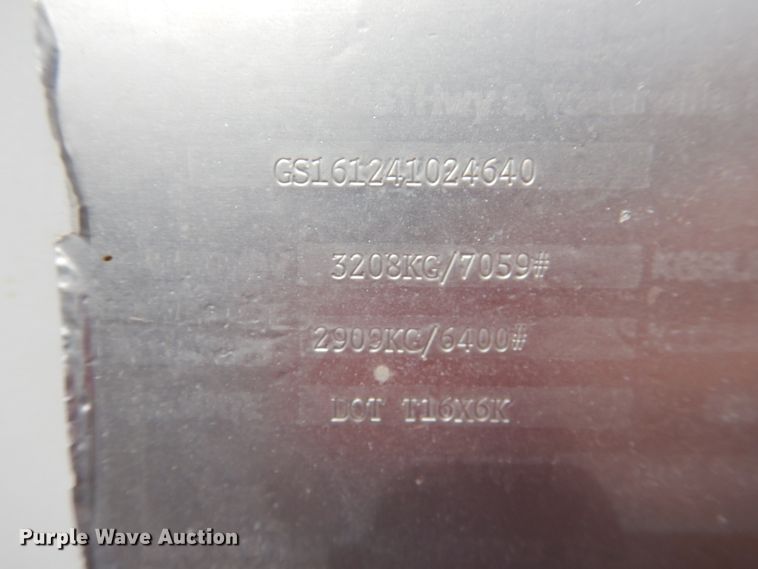 GS161241024640
3208KG/7059#
2909KG/6400#
DOT T16X6K
Purple Wave Auction